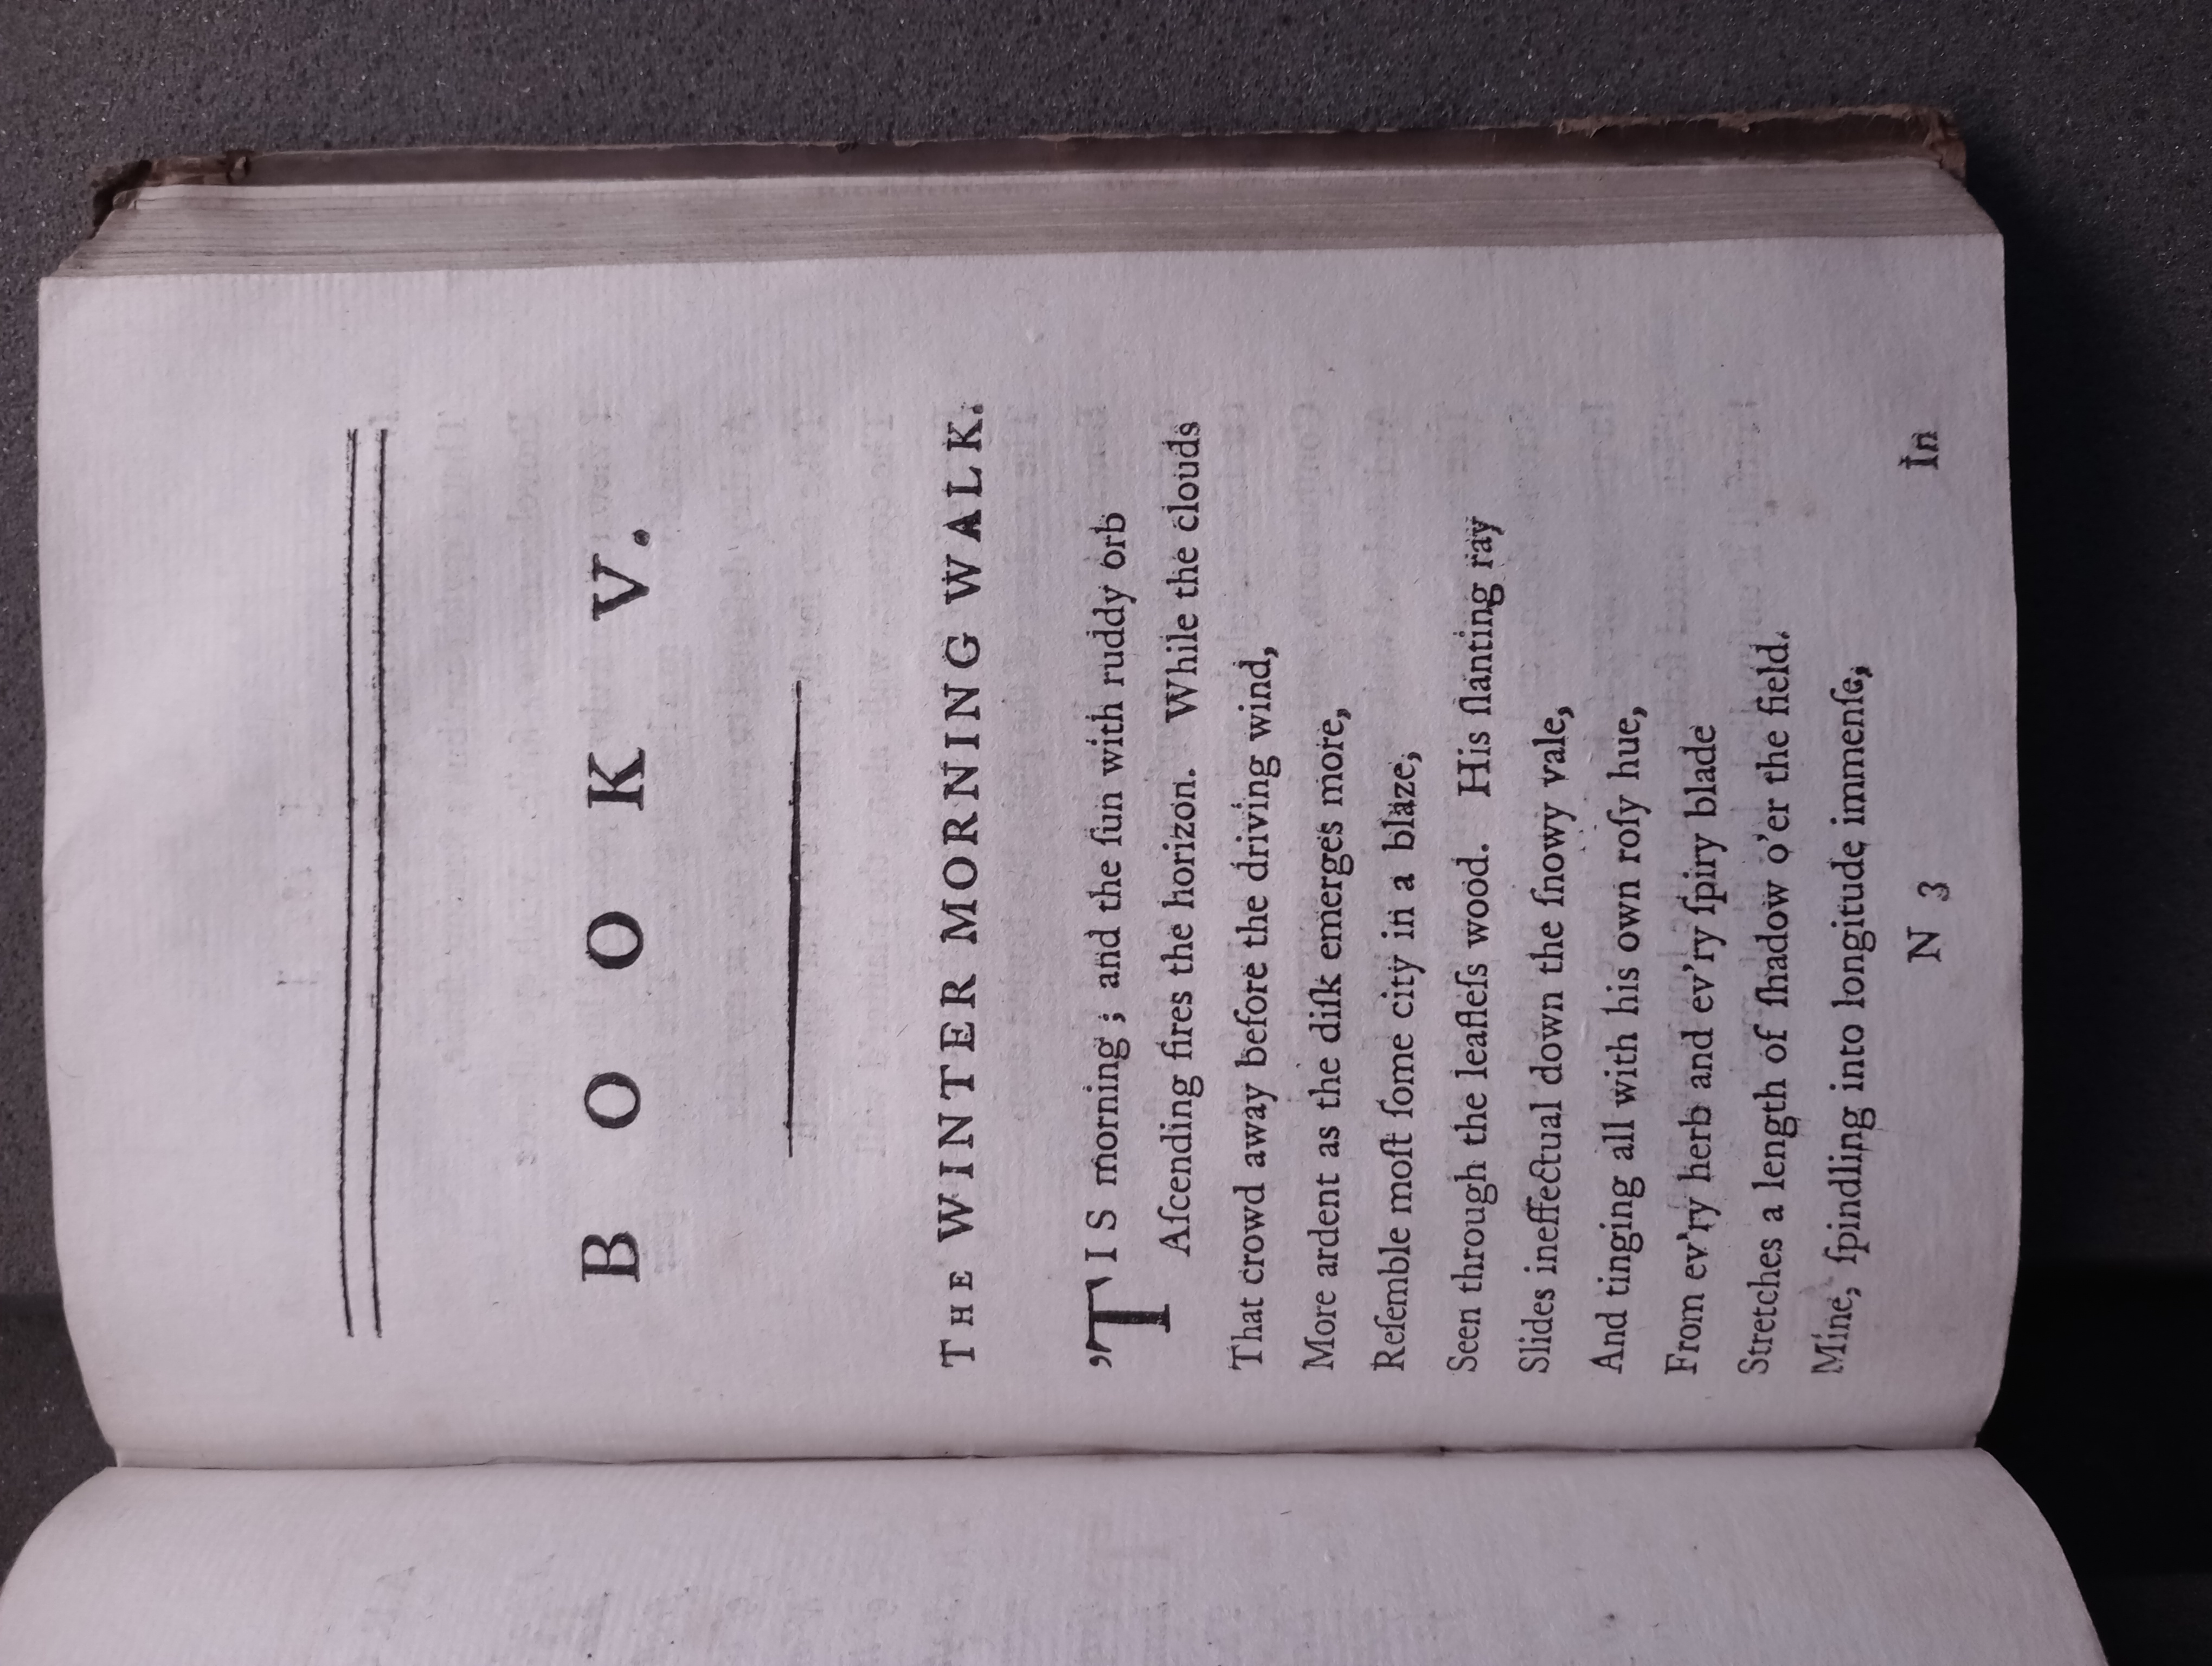 B O O K V.
THE WINTER MORNING WALK.
'TIS morning; and the ſun with ruddy orb
Aſcending fires the horizon. While the clouds
That crowd away before the driving wind,
More ardent as the diſk emerges more,
Reſemble moſt ſome city in a blaze,
Seen through the leafleſs wood. His ſlanting ray
Slides ineffectual down the ſnowy vale,
And tinging all with his own roſy hue,
From ev'ry herb and ev'ry ſpiry blade
Stretches a length of ſhadow o'er the field.
Mine, ſpindling into longitude immenſe,
N 3 In